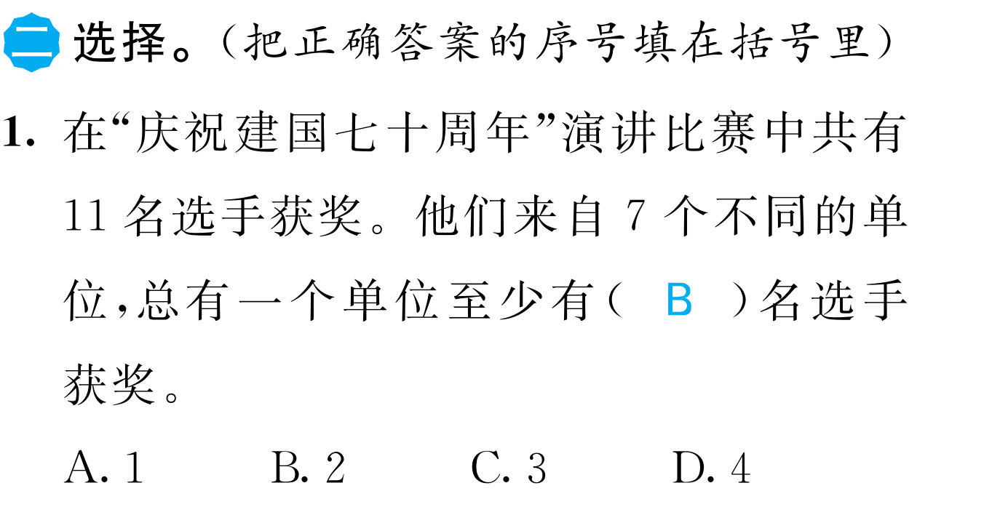 二 选择。（把正确答案的序号填在括号里）
1. 在“庆祝建国七十周年”演讲比赛中共有
11 名选手获奖。他们来自 7 个不同的单
位，总有一个单位至少有（ B ）名选手
获奖。
A. 1 B. 2 C. 3 D. 4